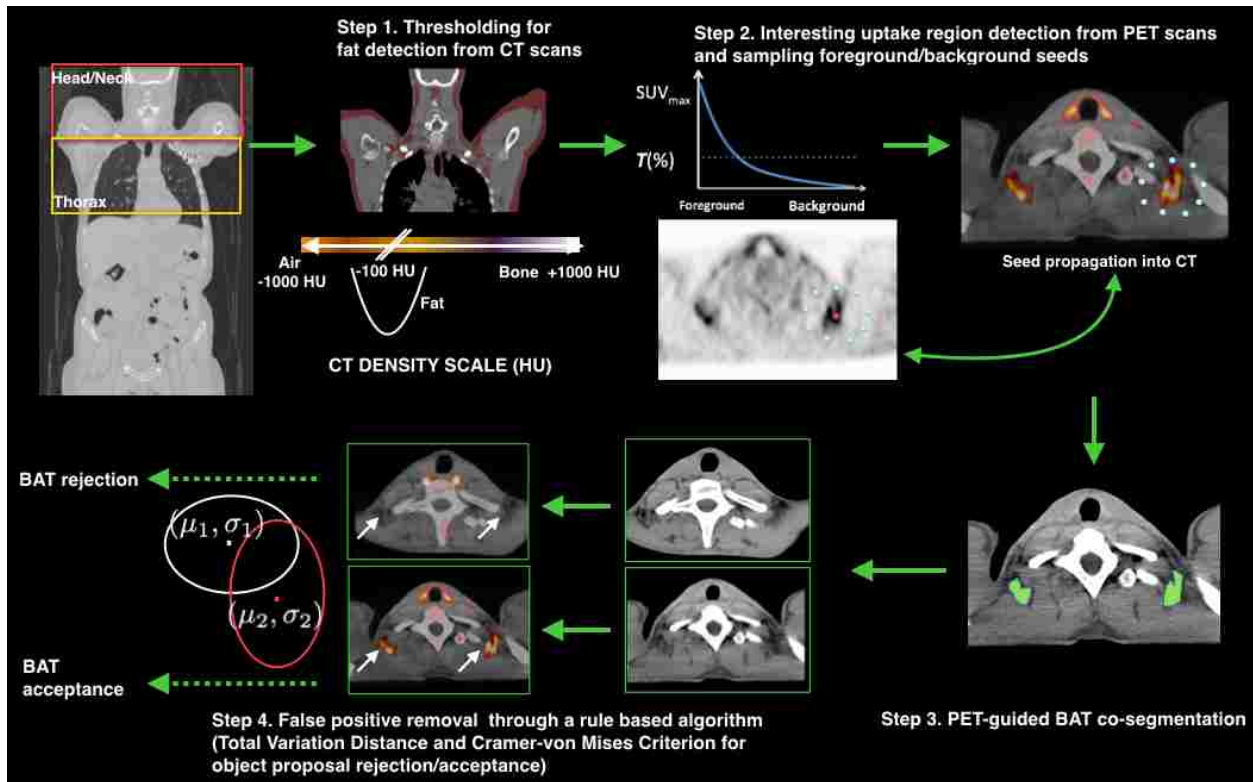 Step 1. Thresholding for
fat detection from CT scans
Step 2. Interesting uptake region detection from PET scans
and sampling foreground/background
seeds
Head/Neck
Thorax
SUVmax
T(%)
Foreground
Background
Air
-1000 HU
-100 HU
Bone +1000 HU
Fat
CT DENSITY SCALE (HU)
Seed propagation into CT
BAT rejection
(μ1, σ1)
(μ2, σ2)
BAT
acceptance
Step 3. PET-guided BAT co-segmentation
Step 4. False positive removal through a rule based algorithm
(Total Variation Distance and Cramer-von Mises Criterion for
object proposal rejection/acceptance)